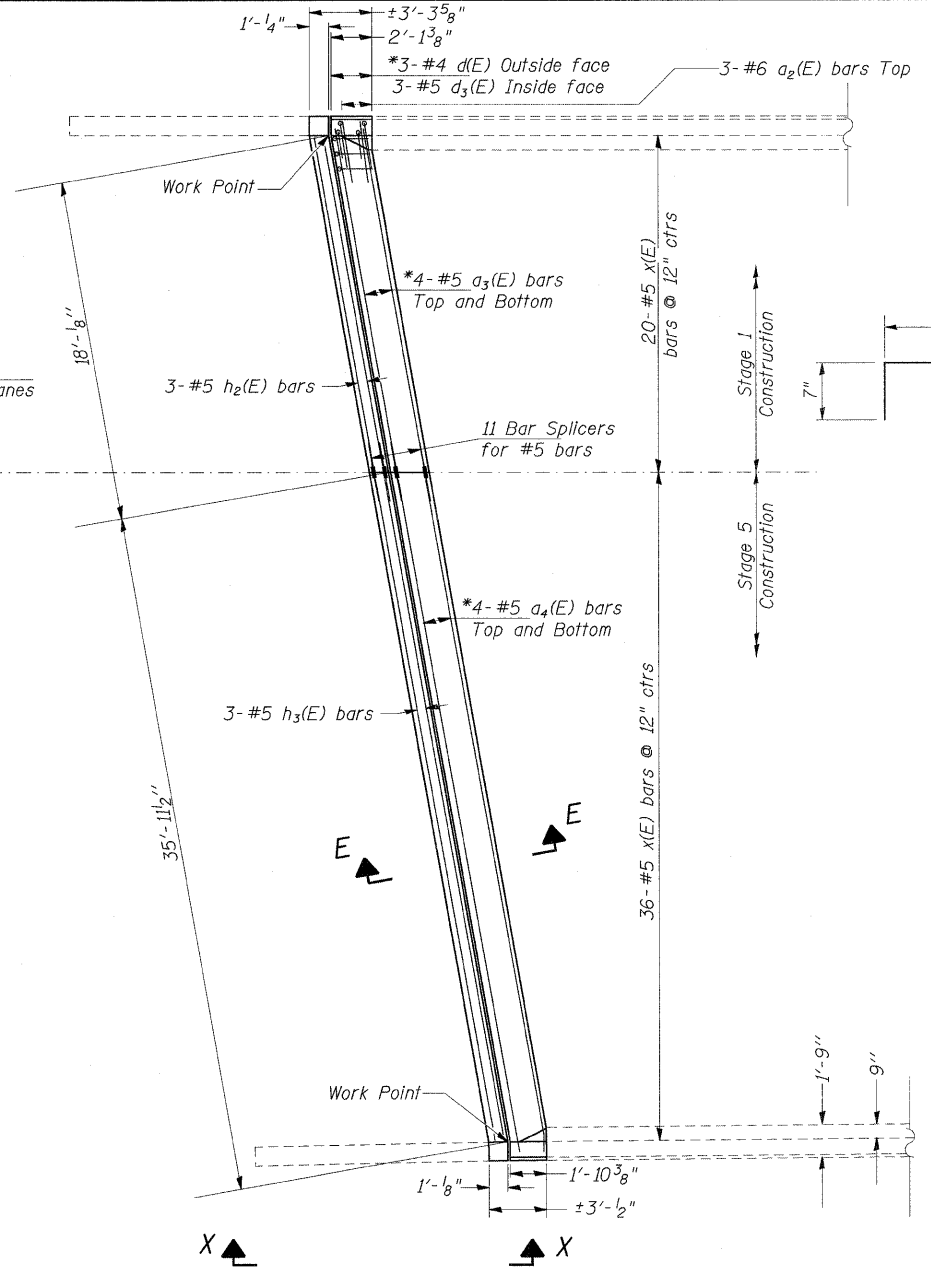 ±3'-3 5/8"
1'-1/4"
2'-1 3/8"
*3-#4 d(E) Outside face
3-#5 d3(E) Inside face
3-#6 a2(E) bars Top
Work Point
*4-#5 a3(E) bars
Top and Bottom
20-#5 x(E)
bars @ 12" ctrs
Stage 1
Construction
7"
18'-1/8"
anes
3-#5 h2(E) bars
11 Bar Splicers
for #5 bars
Stage 5
Construction
*4-#5 a4(E) bars
Top and Bottom
3-#5 h3(E) bars
36-#5 x(E) bars @ 12" ctrs
35'-11 1/2"
E
E
Work Point
1'-9"
9"
1'-1/8"
1'-10 3/8"
±3'-1/2"
X
X